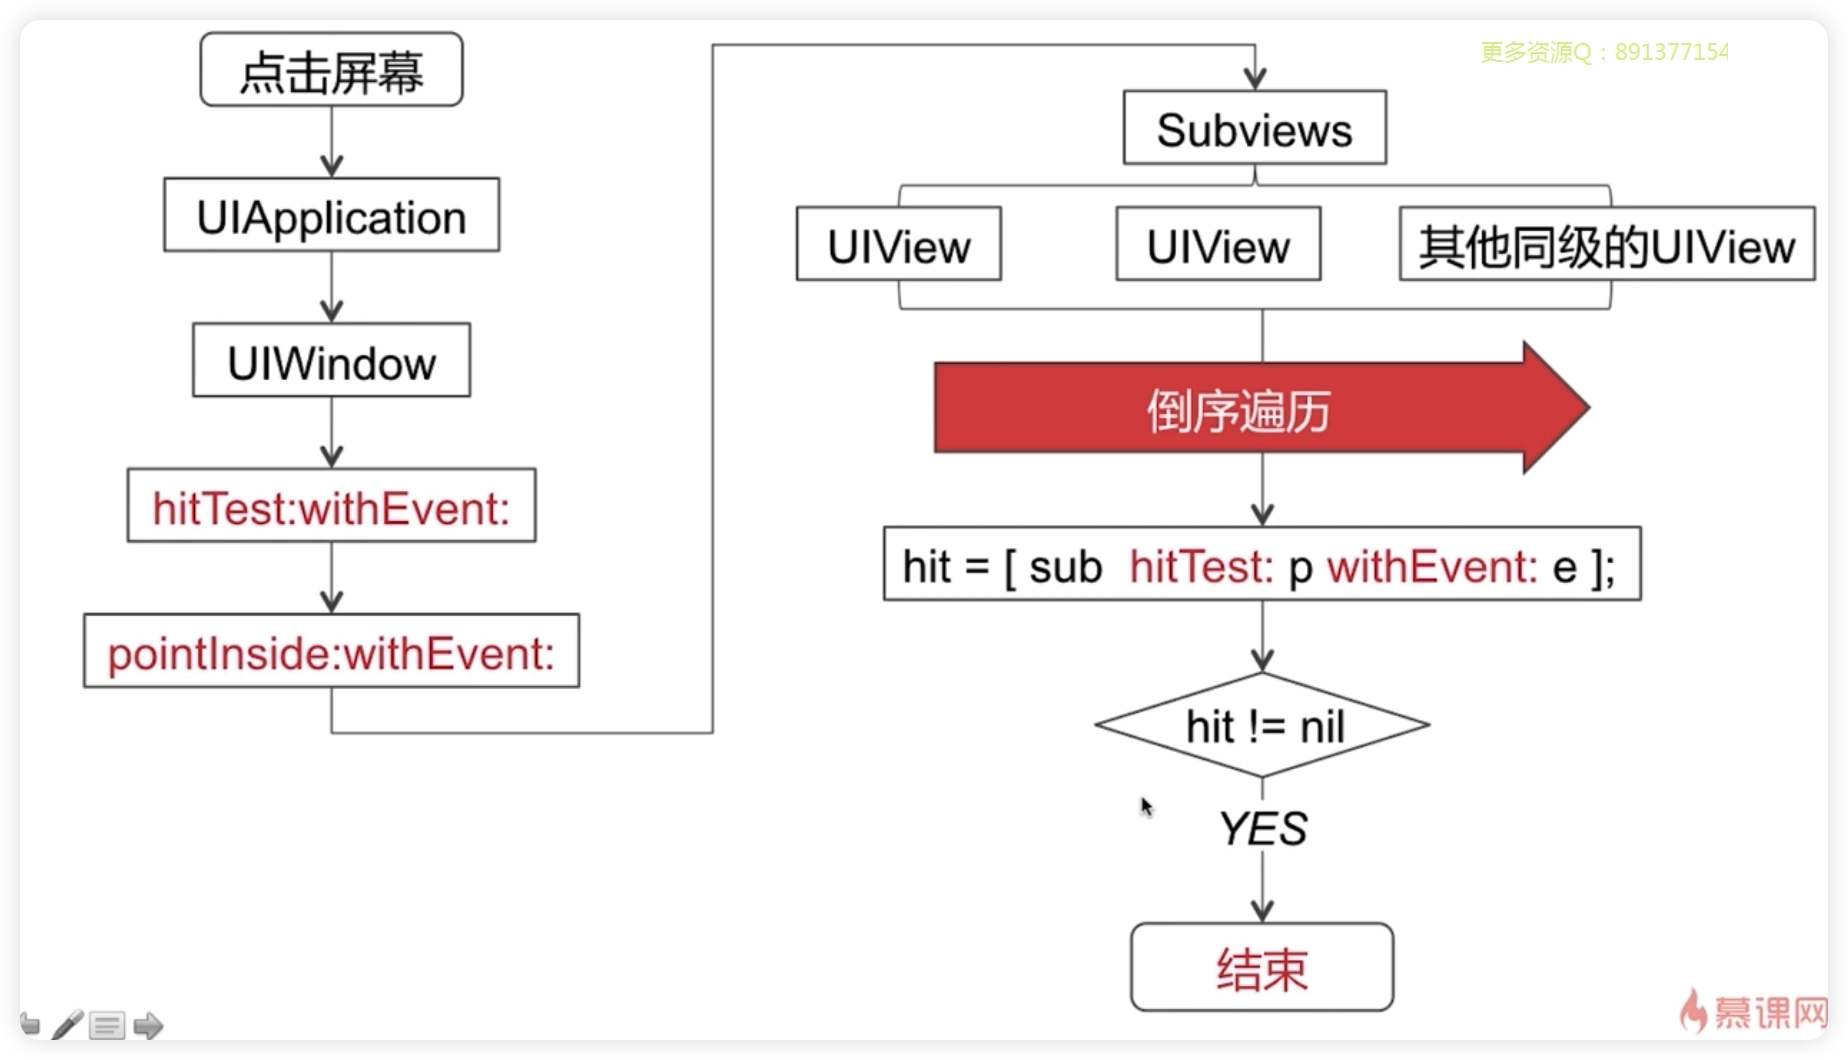 点击屏幕
UIApplication
UIWindow
hitTest:withEvent:
pointInside:withEvent:
更多资源Q：891377154
Subviews
UIView
UIView
其他同级的UIView
倒序遍历
hit = [ sub hitTest: p withEvent: e ];
hit != nil
YES
结束
慕课网